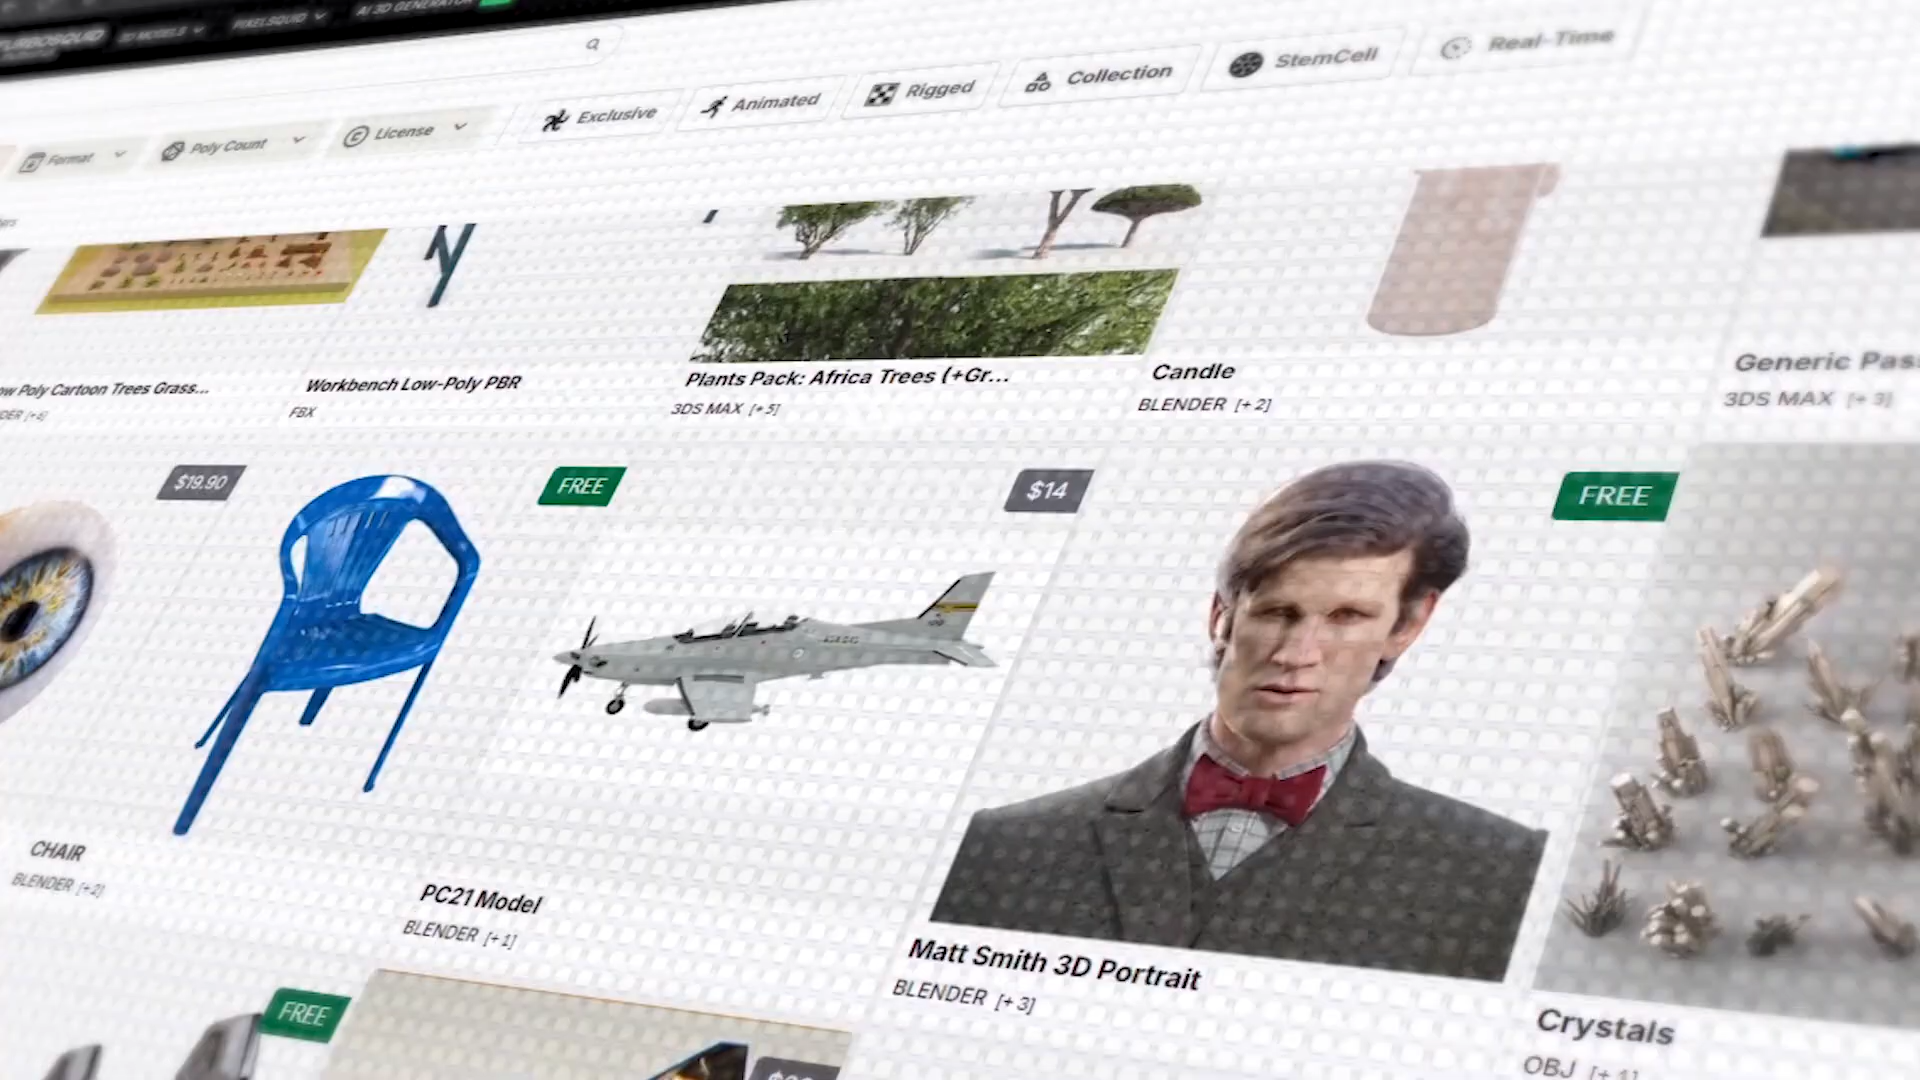 TURBOSQUID
3D MODELS
PIXELSQUID
AI 3D GENERATOR
Format
Poly Count
License
Exclusive
Animated
Rigged
Collection
StemCell
Real-Time
Poly Cartoon Trees Grass...
[+6]
Workbench Low-Poly PBR
FBX
Plants Pack: Africa Trees (+Gr...
3DS MAX [+5]
Candle
BLENDER [+2]
Generic Pas
3DS MAX [+3]
$19.90
FREE
$14
FREE
CHAIR
BLENDER [+2]
PC21 Model
BLENDER [+1]
Matt Smith 3D Portrait
BLENDER [+3]
Crystals
OBJ [+1]
FREE